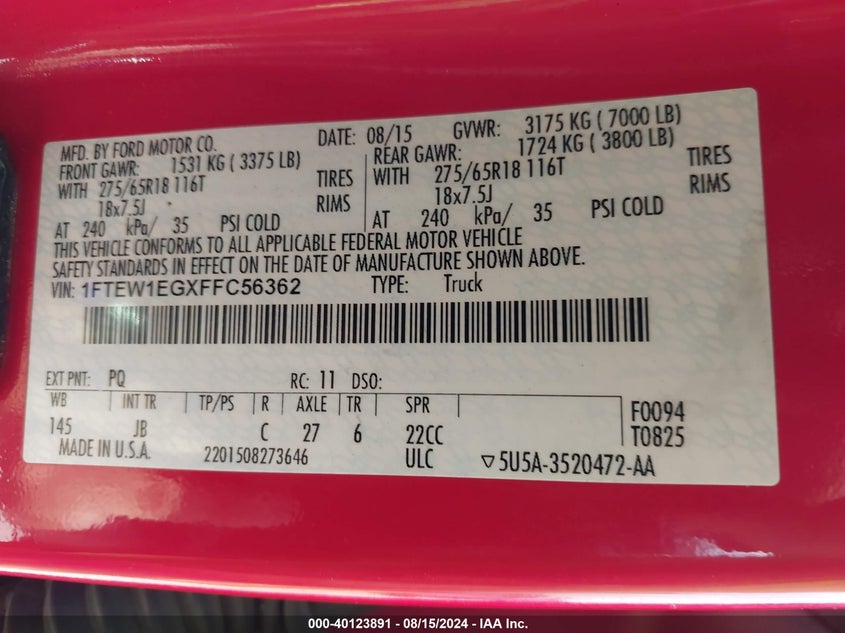 MFD. BY FORD MOTOR CO. DATE: 08/15 GVWR: 3175 KG ( 7000 LB)
FRONT GAWR: 1531 KG ( 3375 LB) REAR GAWR: 1724 KG ( 3800 LB)
WITH 275/65R18 116T TIRES WITH 275/65R18 116T TIRES
18x7.5J RIMS 18x7.5J RIMS
AT 240 kPa/ 35 PSI COLD AT 240 kPa/ 35 PSI COLD
THIS VEHICLE CONFORMS TO ALL APPLICABLE FEDERAL MOTOR VEHICLE
SAFETY STANDARDS IN EFFECT ON THE DATE OF MANUFACTURE SHOWN ABOVE.
VIN: 1FTEW1EGXFFC56362 TYPE: Truck
EXT PNT: PQ RC: 11 DSO:
WB INT TR TP/PS R AXLE TR SPR F0094
145 JB C 27 6 22CC T0825
MADE IN U.S.A. 2201508273646 ULC ▽5U5A-3520472-AA
000-40123891 - 08/15/2024 - IAA Inc.